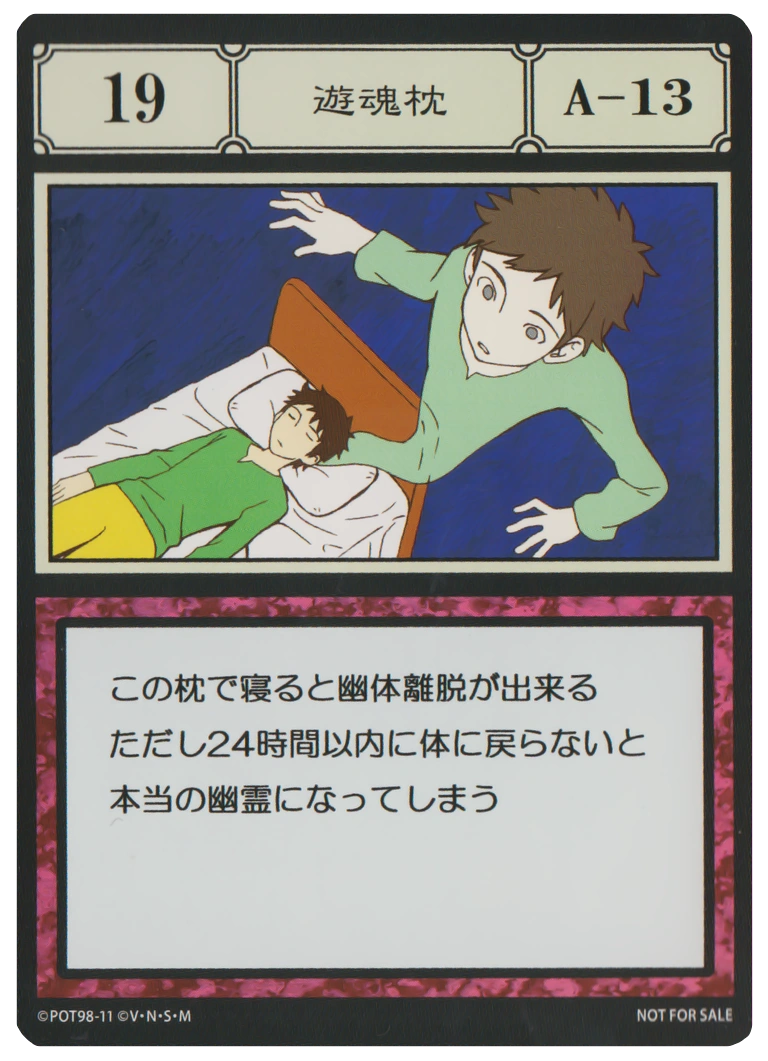 19
遊魂枕
A-13
この枕で寝ると幽体離脱が出来る
ただし24時間以内に体に戻らないと
本当の幽霊になってしまう
©POT98-11 ©V・N・S・M
NOT FOR SALE